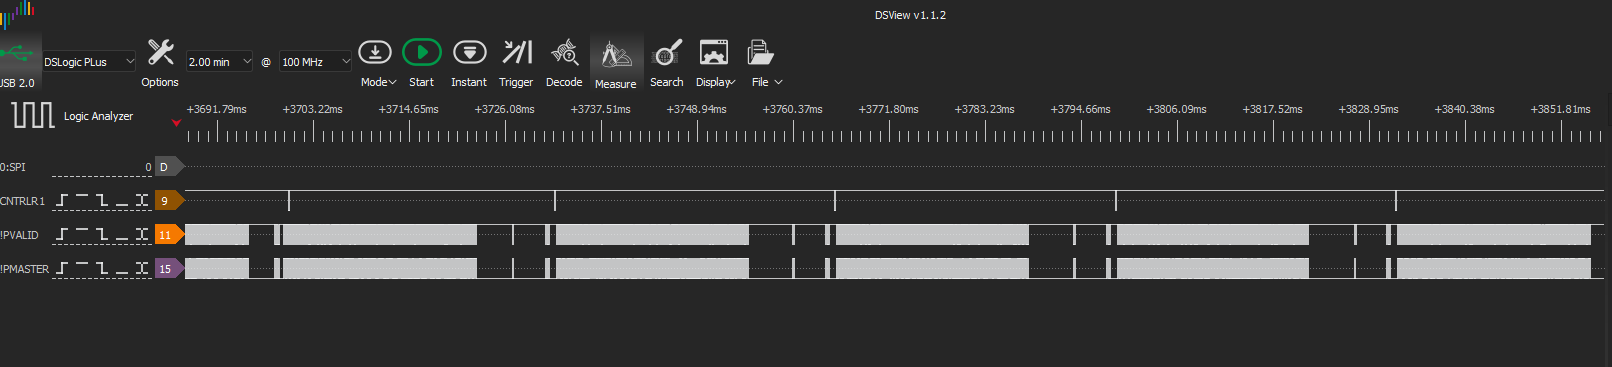 DSView v1.1.2
USB 2.0
DSLogic PLus
Options
2.00 min
@
100 MHz
Mode
Start
Instant
Trigger
Decode
Measure
Search
Display
File
Logic Analyzer
+3691.79ms +3703.22ms +3714.65ms +3726.08ms +3737.51ms +3748.94ms +3760.37ms +3771.80ms +3783.23ms +3794.66ms +3806.09ms +3817.52ms +3828.95ms +3840.38ms +3851.81ms
0:SPI 0 D
CNTRLR1 9
!PVALID 11
!PMASTER 15